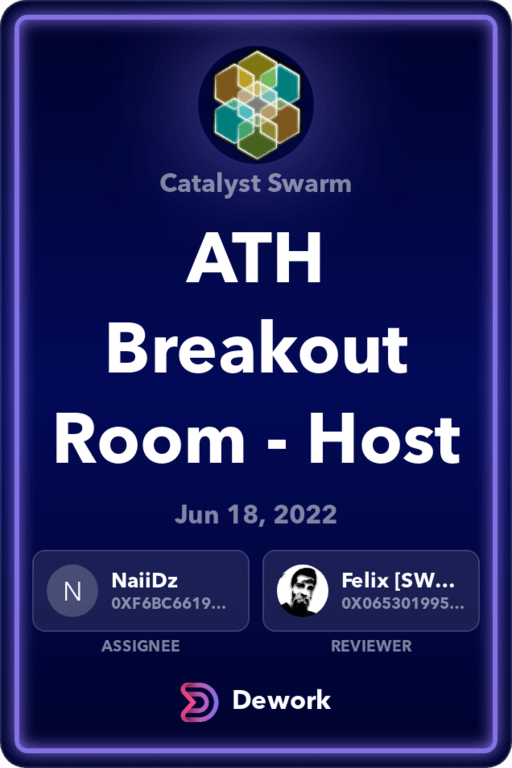 Catalyst Swarm
ATH
Breakout
Room - Host
Jun 18, 2022
N
NaiiDz
0XF6BC6619...
Felix [SW...
0X065301995...
ASSIGNEE
REVIEWER
Dework